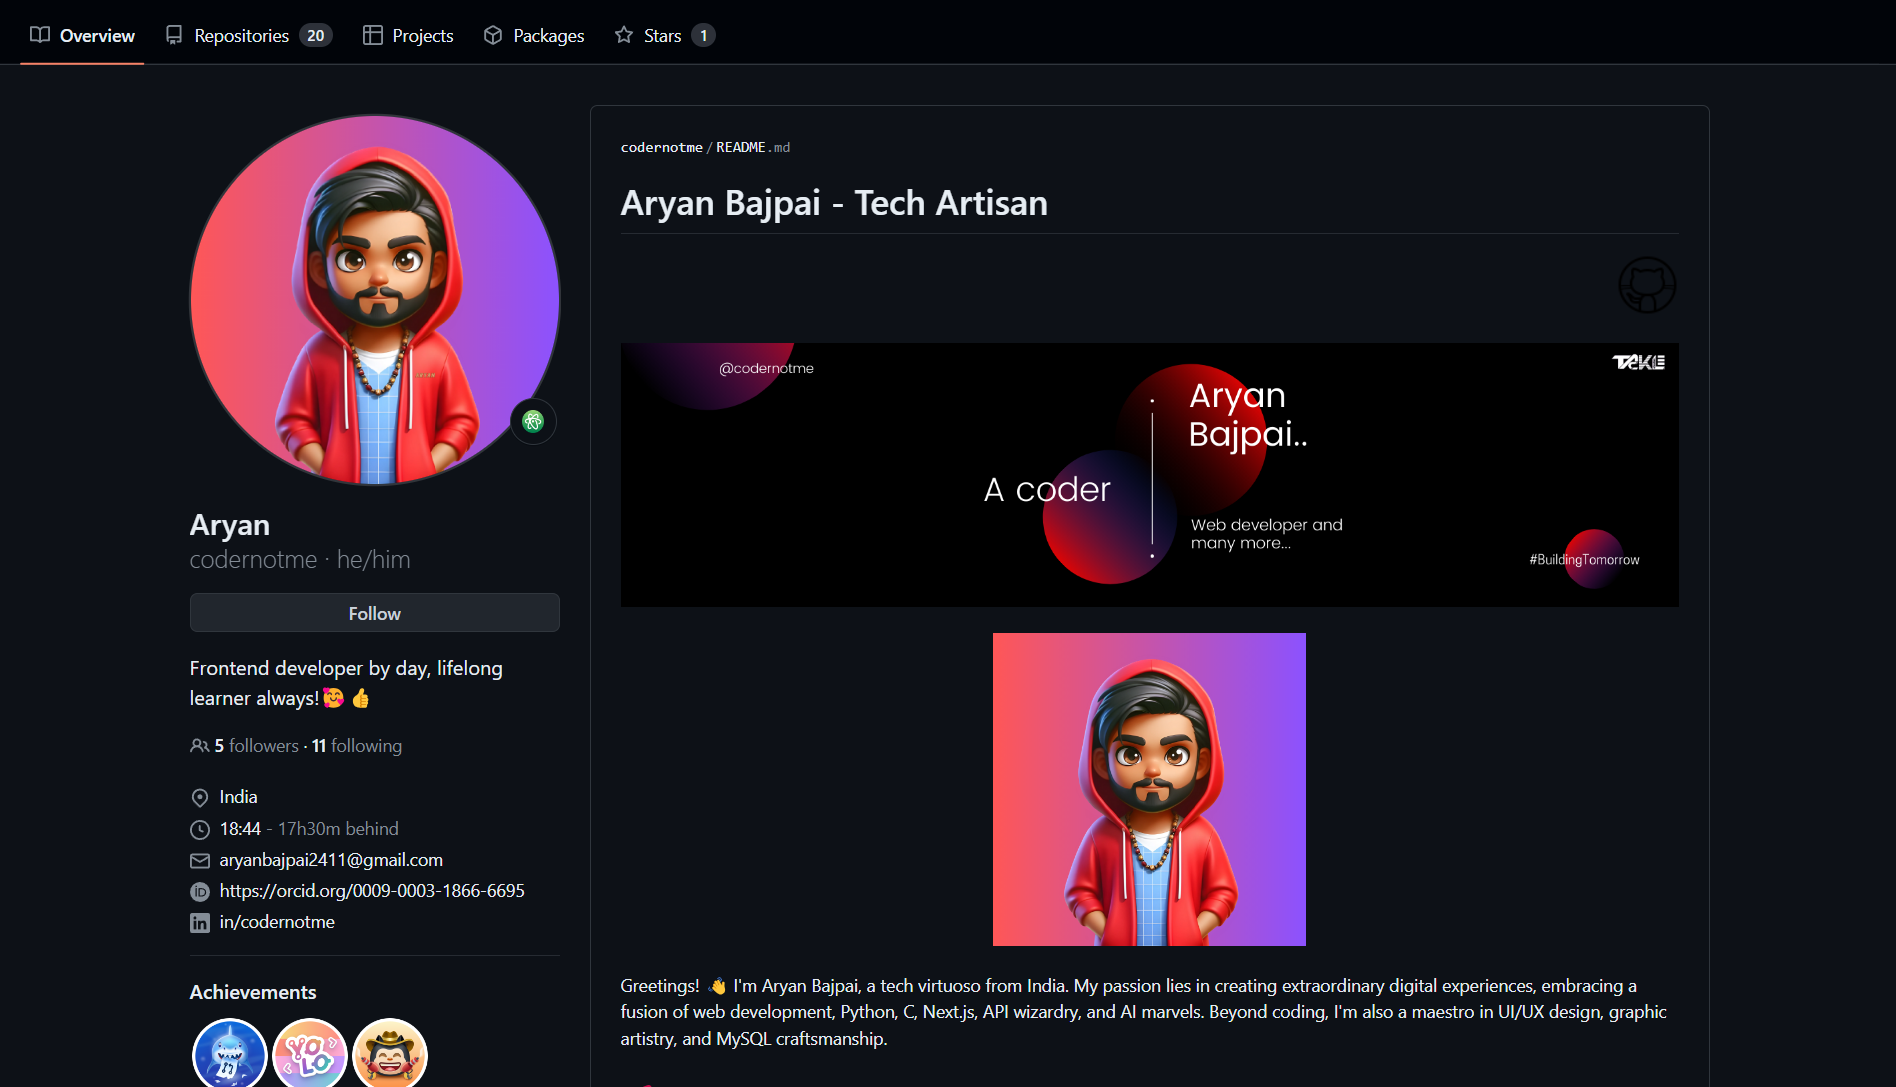 Overview Repositories 20 Projects Packages Stars 1
Aryan
codernotme · he/him
Follow
Frontend developer by day, lifelong
learner always!🥰 👍
5 followers · 11 following
India
18:44 - 17h30m behind
aryanbajpai2411@gmail.com
https://orcid.org/0009-0003-1866-6695
in/codernotme
Achievements
YOLO
codernotme / README.md
Aryan Bajpai - Tech Artisan
@codernotme
A coder
Aryan
Bajpai..
Web developer and
many more...
#BuildingTomorrow
Greetings! 👋 I'm Aryan Bajpai, a tech virtuoso from India. My passion lies in creating extraordinary digital experiences, embracing a
fusion of web development, Python, C, Next.js, API wizardry, and AI marvels. Beyond coding, I'm also a maestro in UI/UX design, graphic
artistry, and MySQL craftsmanship.